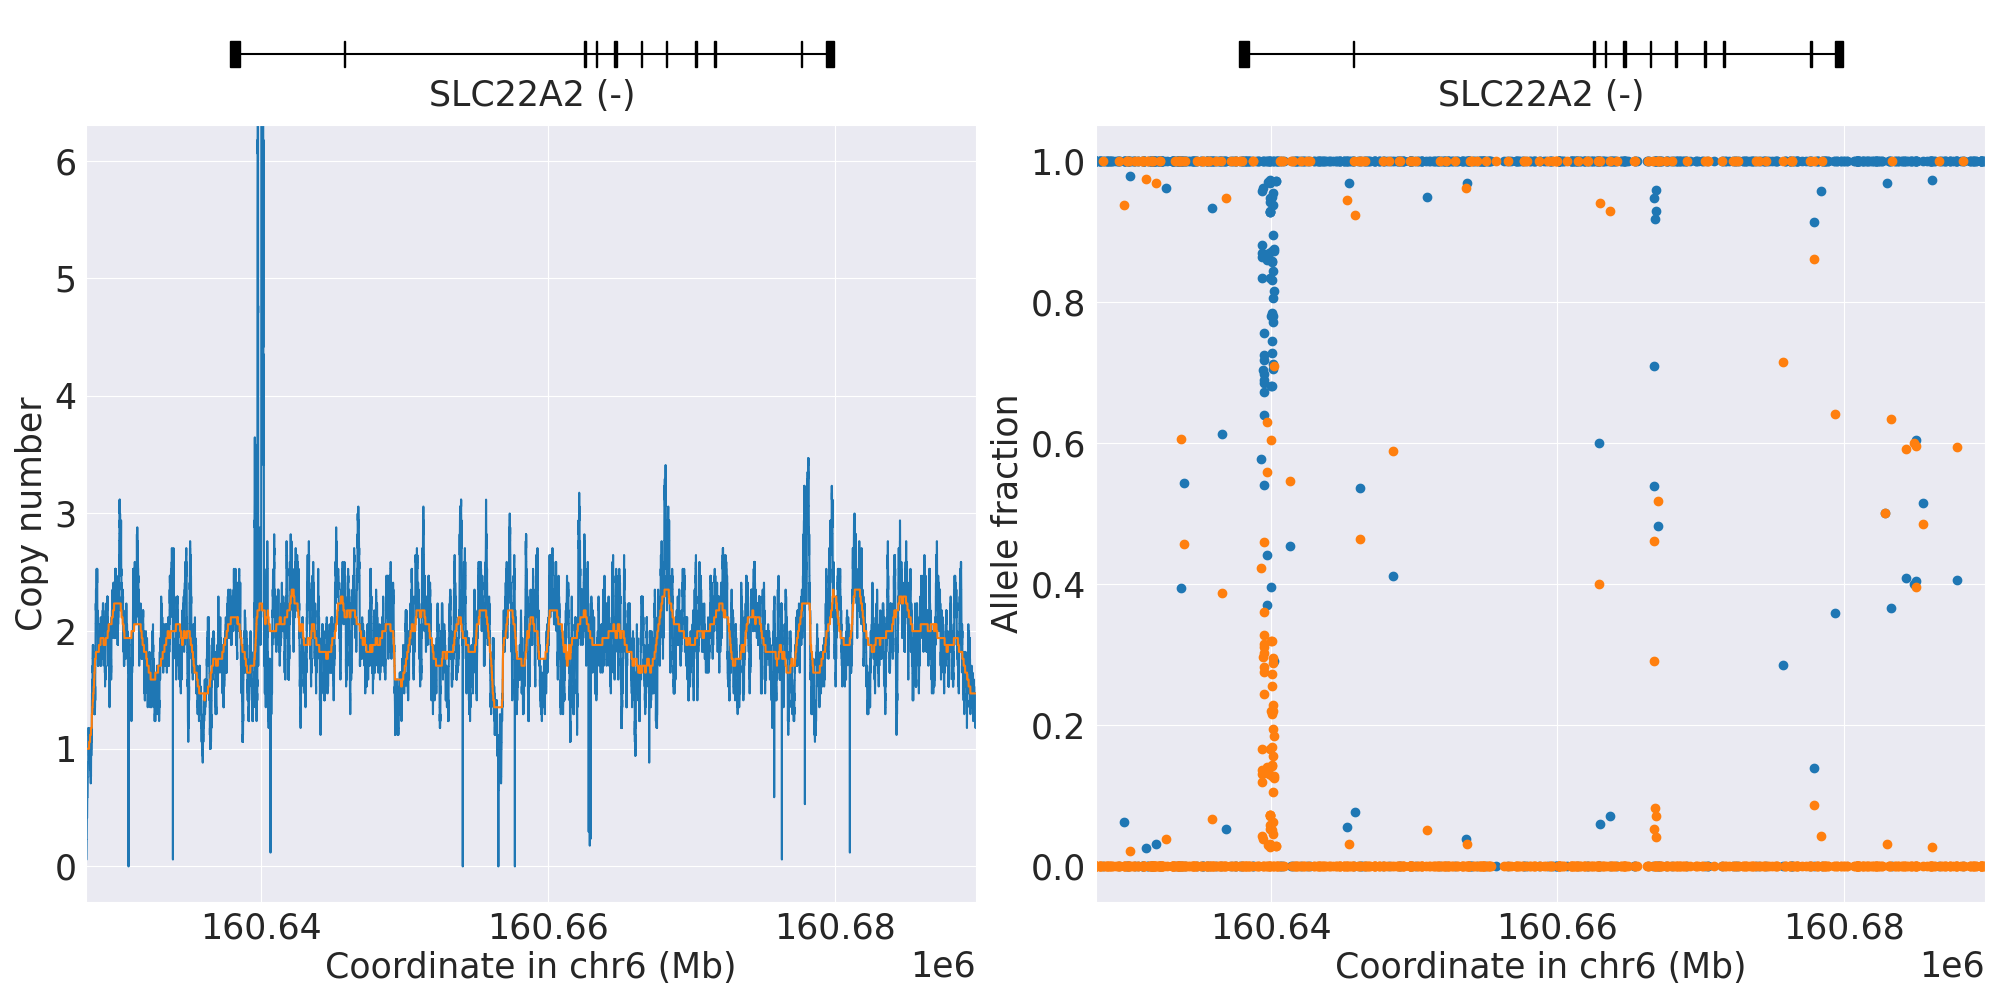 SLC22A2 (-)
6
5
4
3
2
1
0
Copy number
160.64
160.66
160.68
Coordinate in chr6 (Mb)
1e6
SLC22A2 (-)
1.0
0.8
0.6
0.4
0.2
0.0
Allele fraction
160.64
160.66
160.68
Coordinate in chr6 (Mb)
1e6